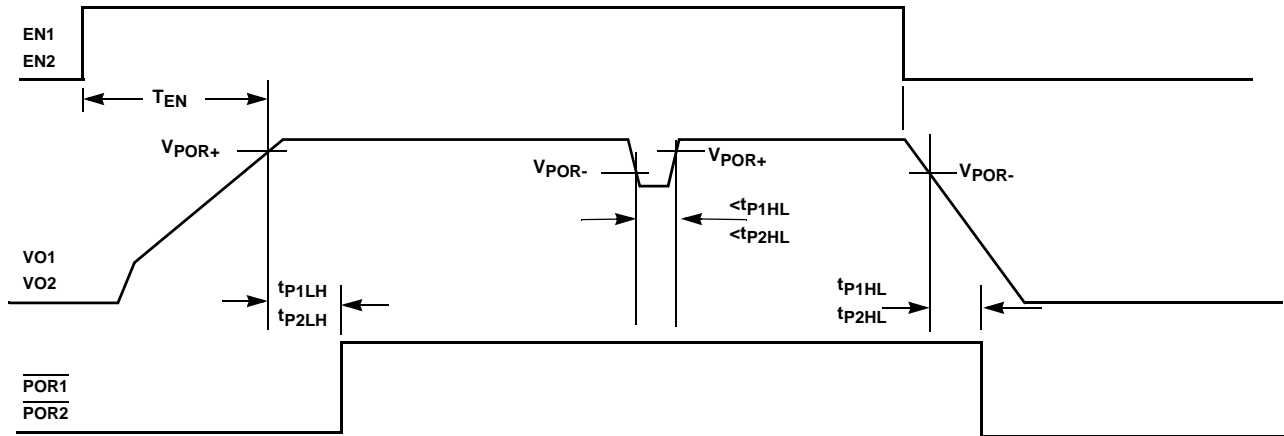 EN1
EN2
TEN
VPOR+
VPOR-
VPOR+
VPOR-
<tP1HL
<tP2HL
VO1
VO2
tP1LH
tP2LH
tP1HL
tP2HL
POR1
POR2